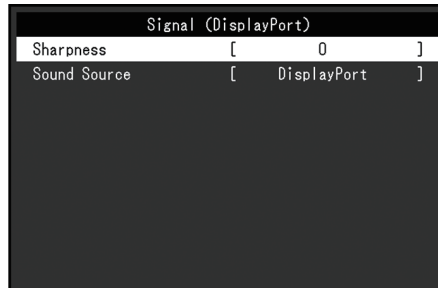 Signal (DisplayPort)
Sharpness [ 0 ]
Sound Source [ DisplayPort ]